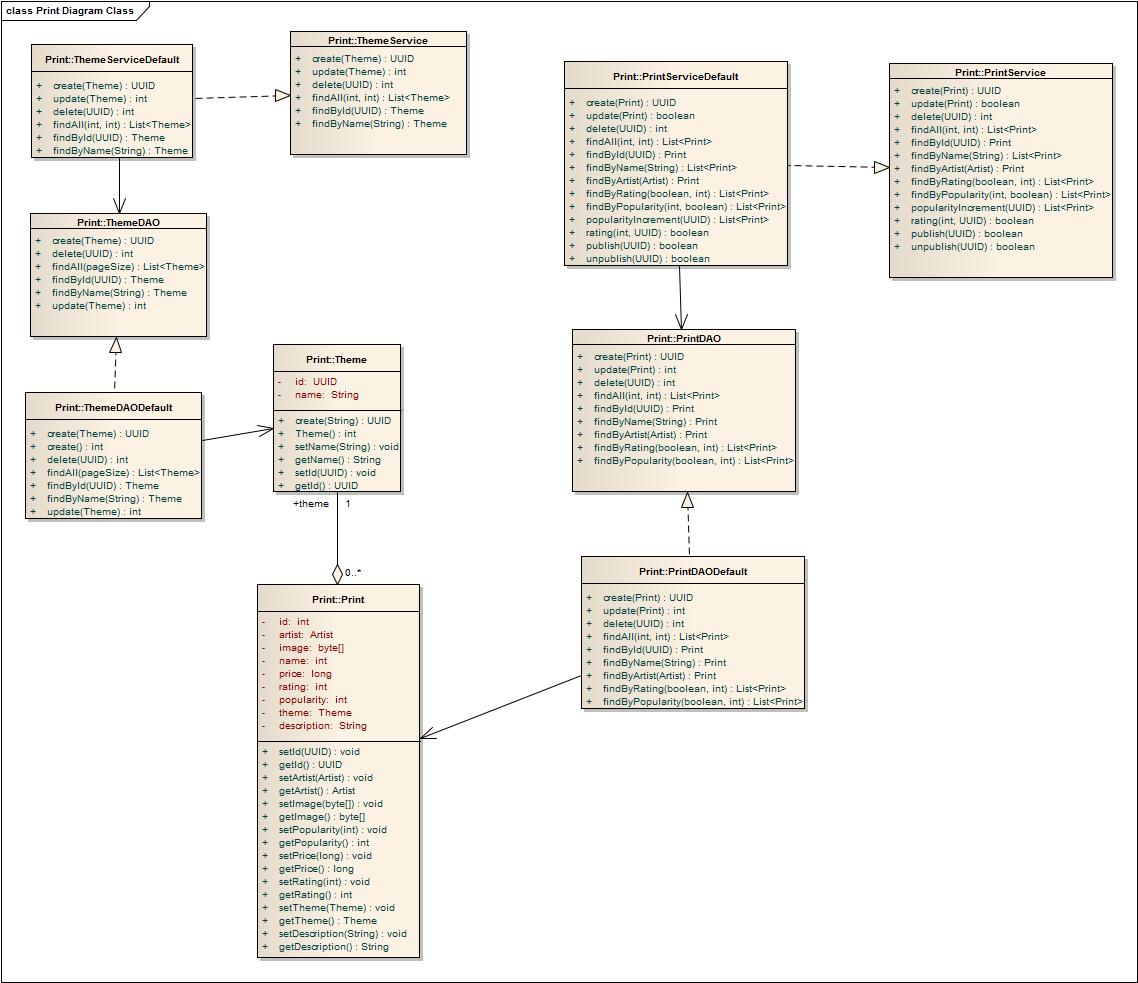 class Print Diagram Class
Print::ThemeServiceDefault
+ create(Theme) : UUID
+ update(Theme) : int
+ delete(UUID) : int
+ findAll(int, int) : List<Theme>
+ findById(UUID) : Theme
+ findByName(String) : Theme
Print::ThemeService
+ create(Theme) : UUID
+ update(Theme) : int
+ delete(UUID) : int
+ findAll(int, int) : List<Theme>
+ findById(UUID) : Theme
+ findByName(String) : Theme
Print::PrintServiceDefault
+ create(Print) : UUID
+ update(Print) : boolean
+ delete(UUID) : int
+ findAll(int, int) : List<Print>
+ findById(UUID) : Print
+ findByName(String) : List<Print>
+ findByArtist(Artist) : Print
+ findByRating(boolean, int) : List<Print>
+ findByPopularity(int, boolean) : List<Print>
+ popularityIncrement(UUID) : List<Print>
+ rating(int, UUID) : boolean
+ publish(UUID) : boolean
+ unpublish(UUID) : boolean
Print::PrintService
+ create(Print) : UUID
+ update(Print) : boolean
+ delete(UUID) : int
+ findAll(int, int) : List<Print>
+ findById(UUID) : Print
+ findByName(String) : List<Print>
+ findByArtist(Artist) : Print
+ findByRating(boolean, int) : List<Print>
+ findByPopularity(int, boolean) : List<Print>
+ popularityIncrement(UUID) : List<Print>
+ rating(int, UUID) : boolean
+ publish(UUID) : boolean
+ unpublish(UUID) : boolean
Print::ThemeDAO
+ create(Theme) : UUID
+ delete(UUID) : int
+ findAll(pageSize) : List<Theme>
+ findById(UUID) : Theme
+ findByName(String) : Theme
+ update(Theme) : int
Print::PrintDAO
+ create(Print) : UUID
+ update(Print) : int
+ delete(UUID) : int
+ findAll(int, int) : List<Print>
+ findById(UUID) : Print
+ findByName(String) : Print
+ findByArtist(Artist) : Print
+ findByRating(boolean, int) : List<Print>
+ findByPopularity(boolean, int) : List<Print>
Print::ThemeDAODefault
+ create(Theme) : UUID
+ create() : int
+ delete(UUID) : int
+ findAll(pageSize) : List<Theme>
+ findById(UUID) : Theme
+ findByName(String) : Theme
+ update(Theme) : int
Print::Theme
- id: UUID
- name: String
+ create(String) : UUID
+ Theme() : int
+ setName(String) : void
+ getName() : String
+ setId(UUID) : void
+ getId() : UUID
+theme 1
0..*
Print::Print
- id: int
- artist: Artist
- image: byte[]
- name: int
- price: long
- rating: int
- popularity: int
- theme: Theme
- description: String
+ setId(UUID) : void
+ getId() : UUID
+ setArtist(Artist) : void
+ getArtist() : Artist
+ setImage(byte[]) : void
+ getImage() : byte[]
+ setPopularity(int) : void
+ getPopularity() : int
+ setPrice(long) : void
+ getPrice() : long
+ setRating(int) : void
+ getRating() : int
+ setTheme(Theme) : void
+ getTheme() : Theme
+ setDescription(String) : void
+ getDescription() : String
Print::PrintDAODefault
+ create(Print) : UUID
+ update(Print) : int
+ delete(UUID) : int
+ findAll(int, int) : List<Print>
+ findById(UUID) : Print
+ findByName(String) : Print
+ findByArtist(Artist) : Print
+ findByRating(boolean, int) : List<Print>
+ findByPopularity(boolean, int) : List<Print>